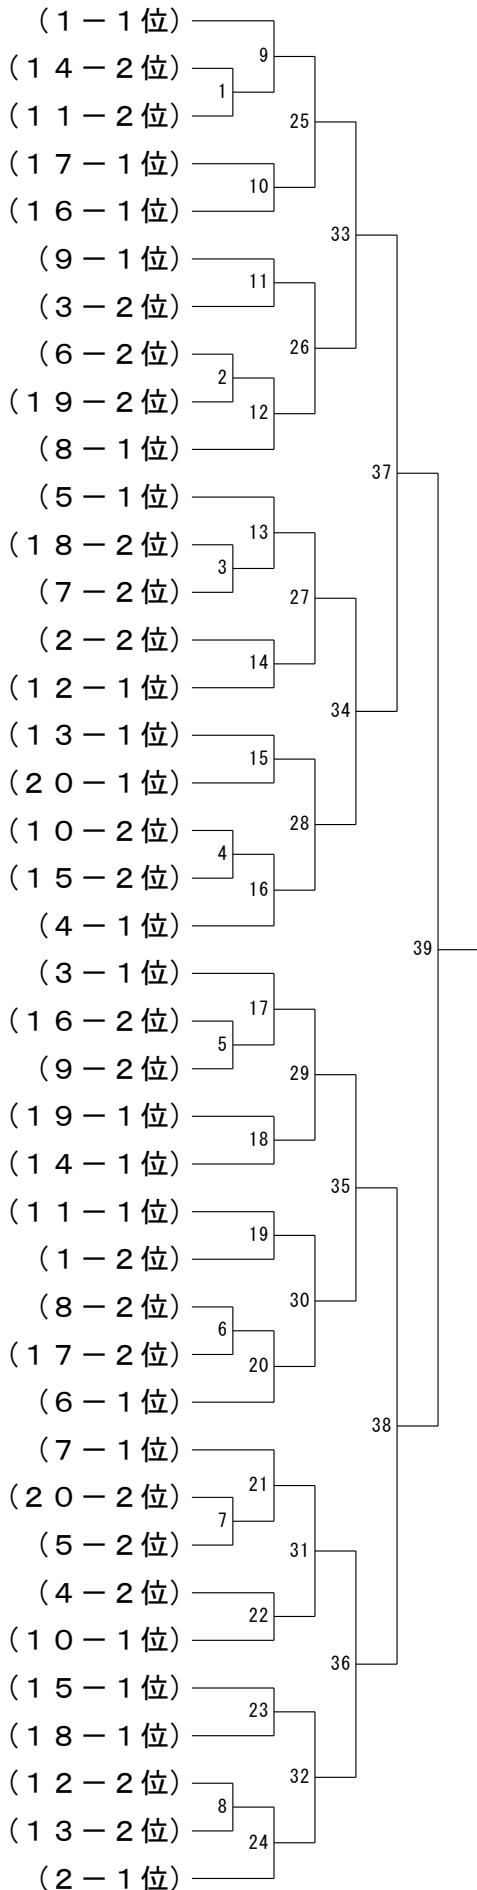 （１－１位）
9
（１４－２位）
1
（１１－２位）
25
（１７－１位）
10
（１６－１位）
33
（９－１位）
11
（３－２位）
26
（６－２位）
2
（１９－２位）
12
（８－１位）
37
（５－１位）
13
（１８－２位）
3
（７－２位）
27
（２－２位）
14
（１２－１位）
34
（１３－１位）
15
（２０－１位）
28
（１０－２位）
4
（１５－２位）
16
（４－１位）
39
（３－１位）
17
（１６－２位）
5
（９－２位）
29
（１９－１位）
18
（１４－１位）
35
（１１－１位）
19
（１－２位）
30
（８－２位）
6
（１７－２位）
20
（６－１位）
38
（７－１位）
21
（２０－２位）
7
（５－２位）
31
（４－２位）
22
（１０－１位）
36
（１５－１位）
23
（１８－１位）
32
（１２－２位）
8
（１３－２位）
24
（２－１位）